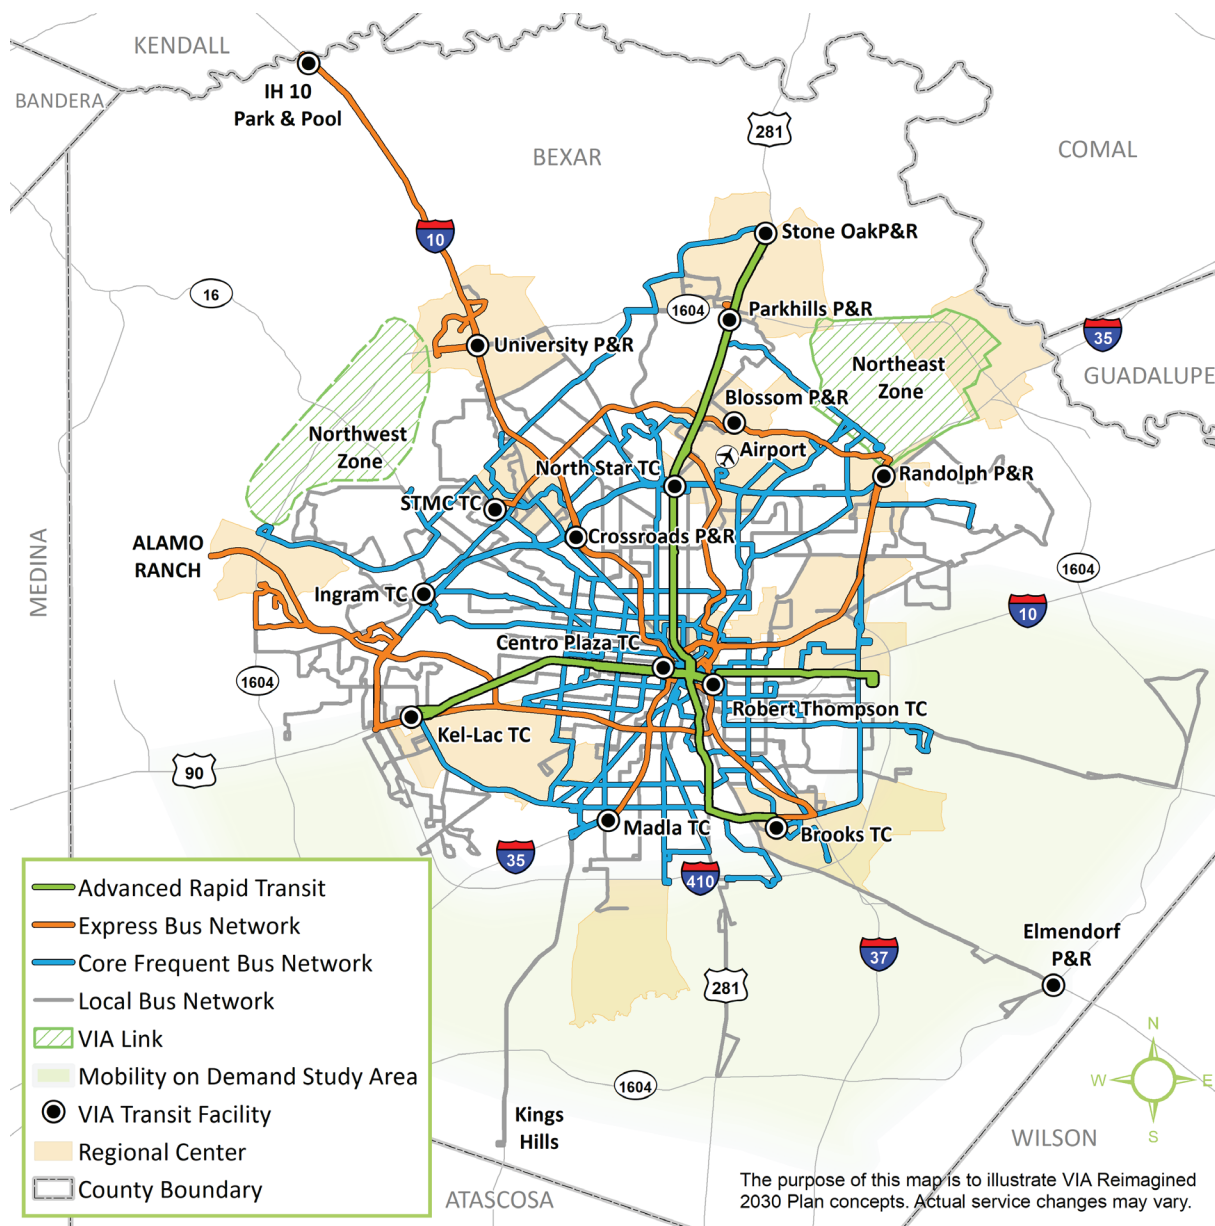 KENDALL
BANDERA
IH 10
Park & Pool
281
BEXAR
COMAL
10
Stone OakP&R
16
1604
Parkhills P&R
35
University P&R
Northeast
Zone
GUADALUPE
Blossom P&R
Northwest
Zone
Airport
North Star TC
Randolph P&R
STMC TC
Crossroads P&R
ALAMO
RANCH
MEDINA
Ingram TC
1604
10
Centro Plaza TC
1604
Robert Thompson TC
Kel-Lac TC
90
Madla TC
Brooks TC
35
410
Advanced Rapid Transit
Express Bus Network
Core Frequent Bus Network
Local Bus Network
VIA Link
Mobility on Demand Study Area
VIA Transit Facility
Regional Center
County Boundary
Elmendorf
P&R
37
281
N
W
E
S
1604
Kings
Hills
WILSON
ATASCOSA
The purpose of this map is to illustrate VIA Reimagined
2030 Plan concepts. Actual service changes may vary.